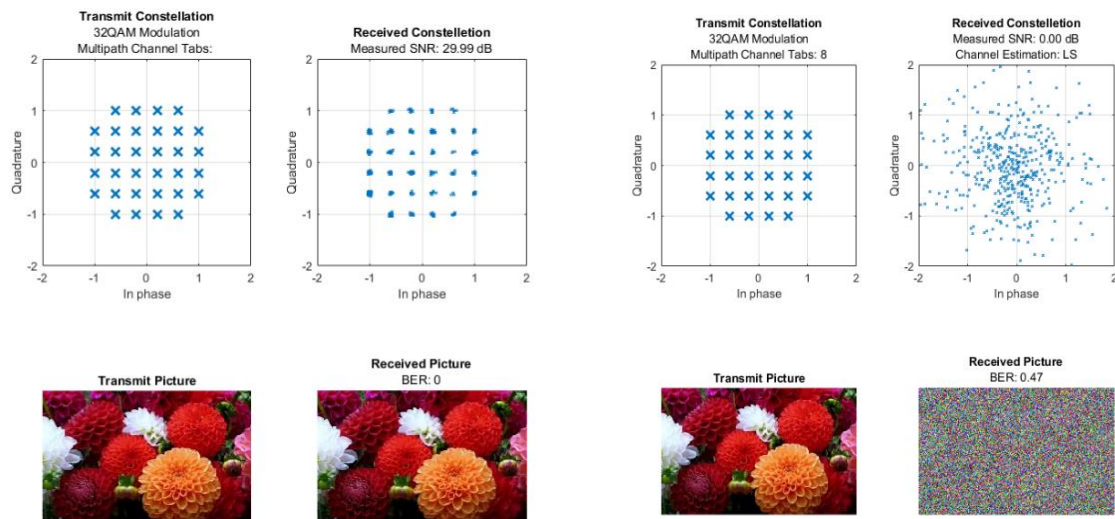 Transmit Constellation
32QAM Modulation
Multipath Channel Tabs:
Quadrature
2
1
0
-1
-2
-2
-1
0
1
2
In phase
Received Constelletion
Measured SNR: 29.99 dB
Quadrature
2
1
0
-1
-2
-2
-1
0
1
2
In phase
Transmit Constellation
32QAM Modulation
Multipath Channel Tabs: 8
Quadrature
2
1
0
-1
-2
-2
-1
0
1
2
In phase
Received Constelletion
Measured SNR: 0.00 dB
Channel Estimation: LS
Quadrature
2
1
0
-1
-2
-2
-1
0
1
2
In phase
Transmit Picture
Received Picture
BER: 0
Transmit Picture
Received Picture
BER: 0.47